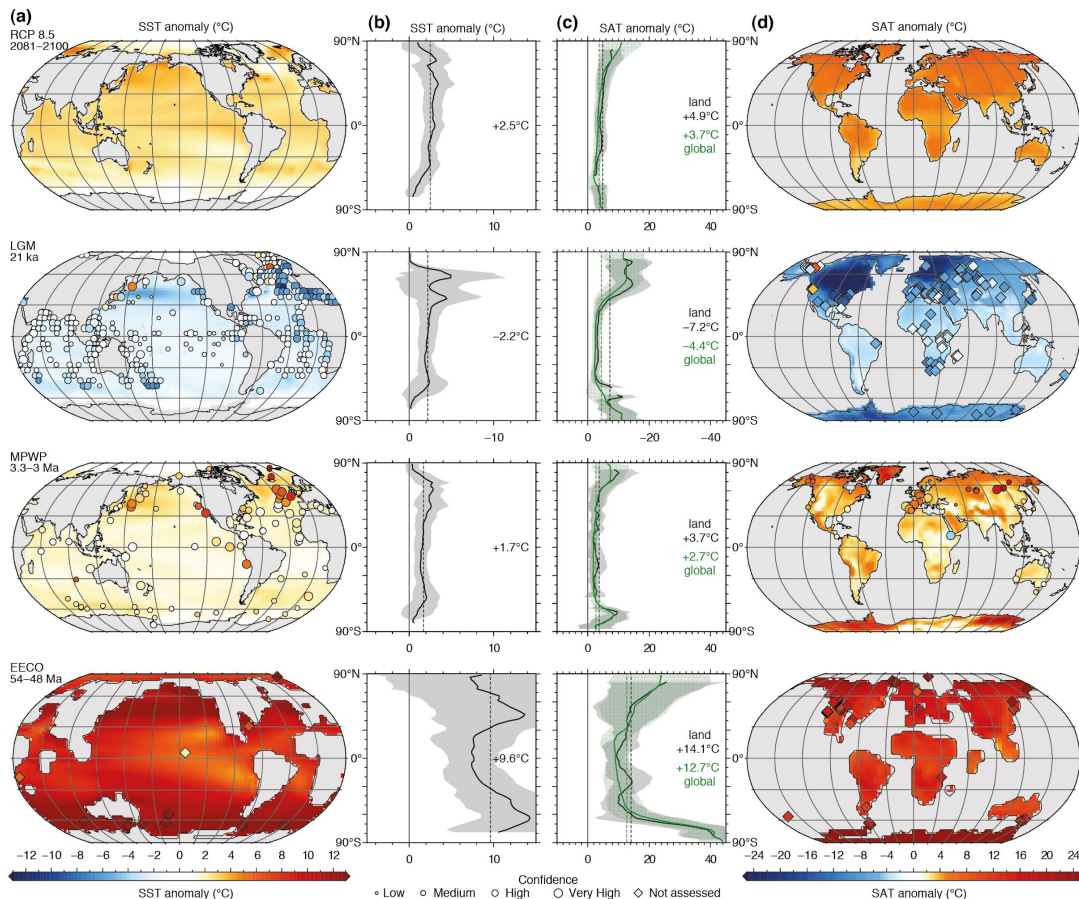 (a) SST anomaly (°C) (b) SST anomaly (°C) (c) SAT anomaly (°C) (d) SAT anomaly (°C)
RCP 8.5
2081–2100
90°N 90°N
0° 0°
90°S 90°S
+2.5°C
land
+4.9°C
+3.7°C
global
0 10 0 20 40
LGM
21 ka
90°N 90°N
0° 0°
90°S 90°S
−2.2°C
land
−7.2°C
−4.4°C
global
0 −10 0 −20 −40
MPWP
3.3–3 Ma
90°N 90°N
0° 0°
90°S 90°S
+1.7°C
land
+3.7°C
+2.7°C
global
0 10 0 20 40
EECO
54–48 Ma
90°N 90°N
0° 0°
90°S 90°S
+9.6°C
land
+14.1°C
+12.7°C
global
0 10 0 20 40
−12 −10 −8 −6 −4 −2 0 2 4 6 8 10 12
SST anomaly (°C)
Confidence
Low Medium High Very High Not assessed
−24 −20 −16 −12 −8 −4 0 4 8 12 16 20 24
SAT anomaly (°C)